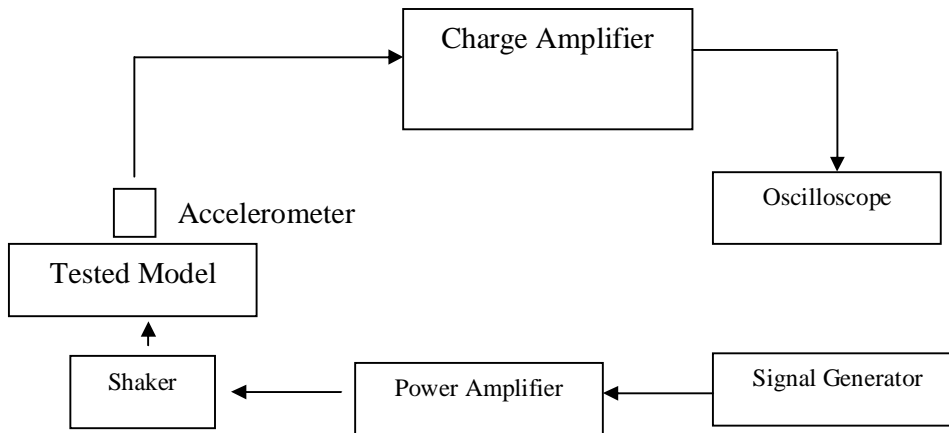 Charge Amplifier
Oscilloscope
Accelerometer
Tested Model
Shaker
Power Amplifier
Signal Generator